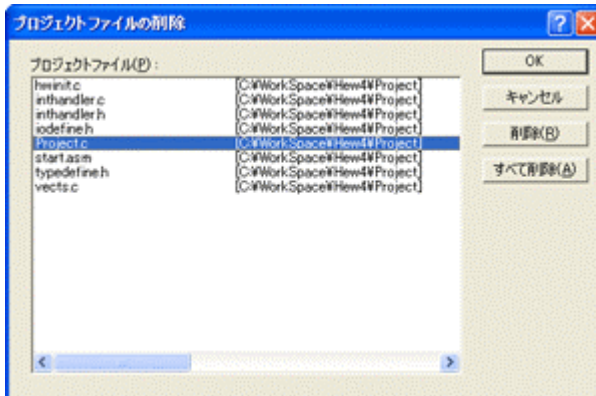 プロジェクトファイルの削除
プロジェクトファイル(P):
hwinit.c [C:¥WorkSpace¥Hew4¥Project]
inthandler.c [C:¥WorkSpace¥Hew4¥Project]
inthandler.h [C:¥WorkSpace¥Hew4¥Project]
iodefine.h [C:¥WorkSpace¥Hew4¥Project]
Project.c [C:¥WorkSpace¥Hew4¥Project]
start.asm [C:¥WorkSpace¥Hew4¥Project]
typedefine.h [C:¥WorkSpace¥Hew4¥Project]
vects.c [C:¥WorkSpace¥Hew4¥Project]
OK
キャンセル
削除(R)
すべて削除(A)